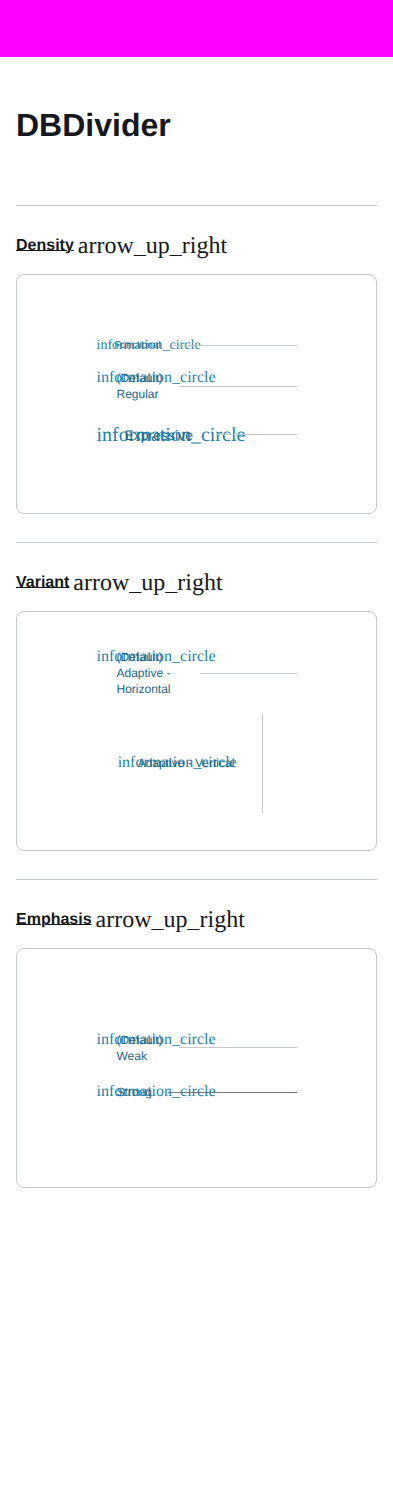 DBDivider
Density arrow_up_right
information_circle Functional
information_circle (Default)
Regular
information_circle Expressive
Variant arrow_up_right
information_circle (Default)
Adaptive -
Horizontal
information_circle Adaptive - Vertical
Emphasis arrow_up_right
information_circle (Default)
Weak
information_circle Strong